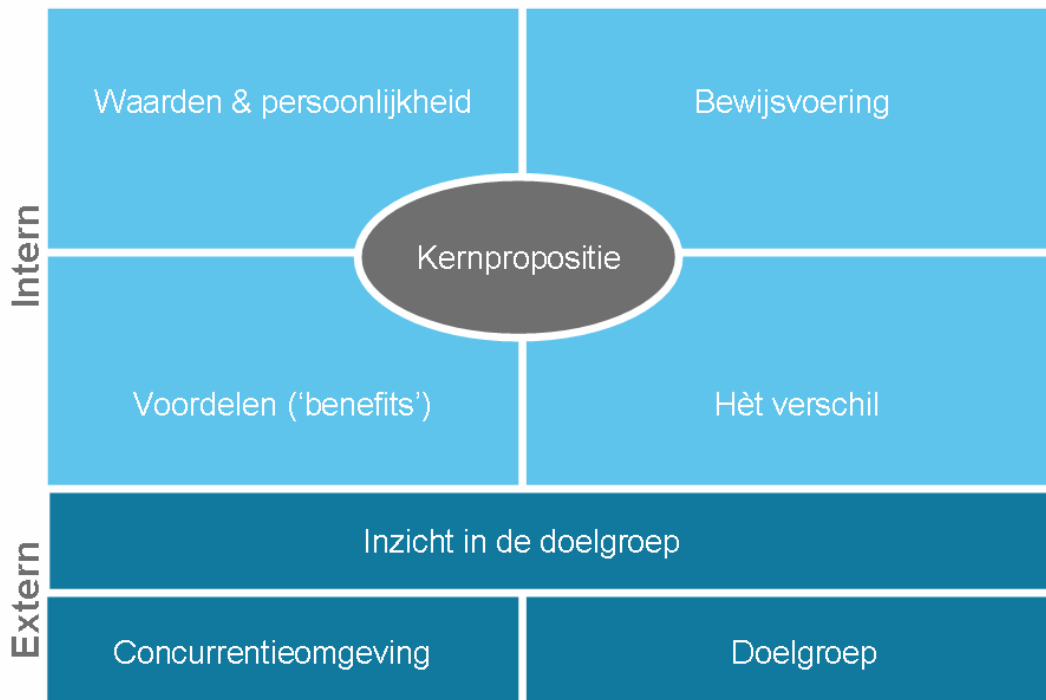 Intern
Waarden & persoonlijkheid
Bewijsvoering
Kernpropositie
Voordelen (‘benefits’)
Hèt verschil
Extern
Inzicht in de doelgroep
Concurrentieomgeving
Doelgroep